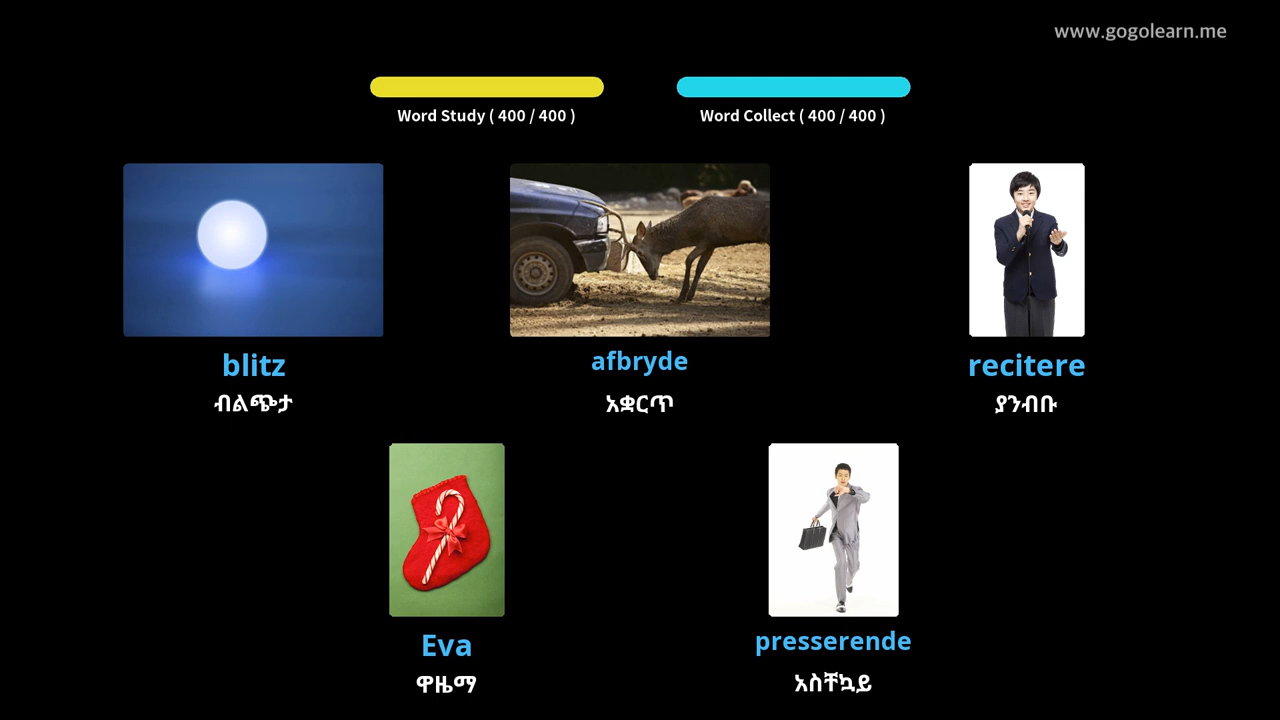 www.gogolearn.me
Word Study ( 400 / 400 )
Word Collect ( 400 / 400 )
blitz
ብልጭታ
afbryde
አቋርጥ
recitere
ያንብቡ
Eva
ዋዜማ
presserende
አስቸኳይ